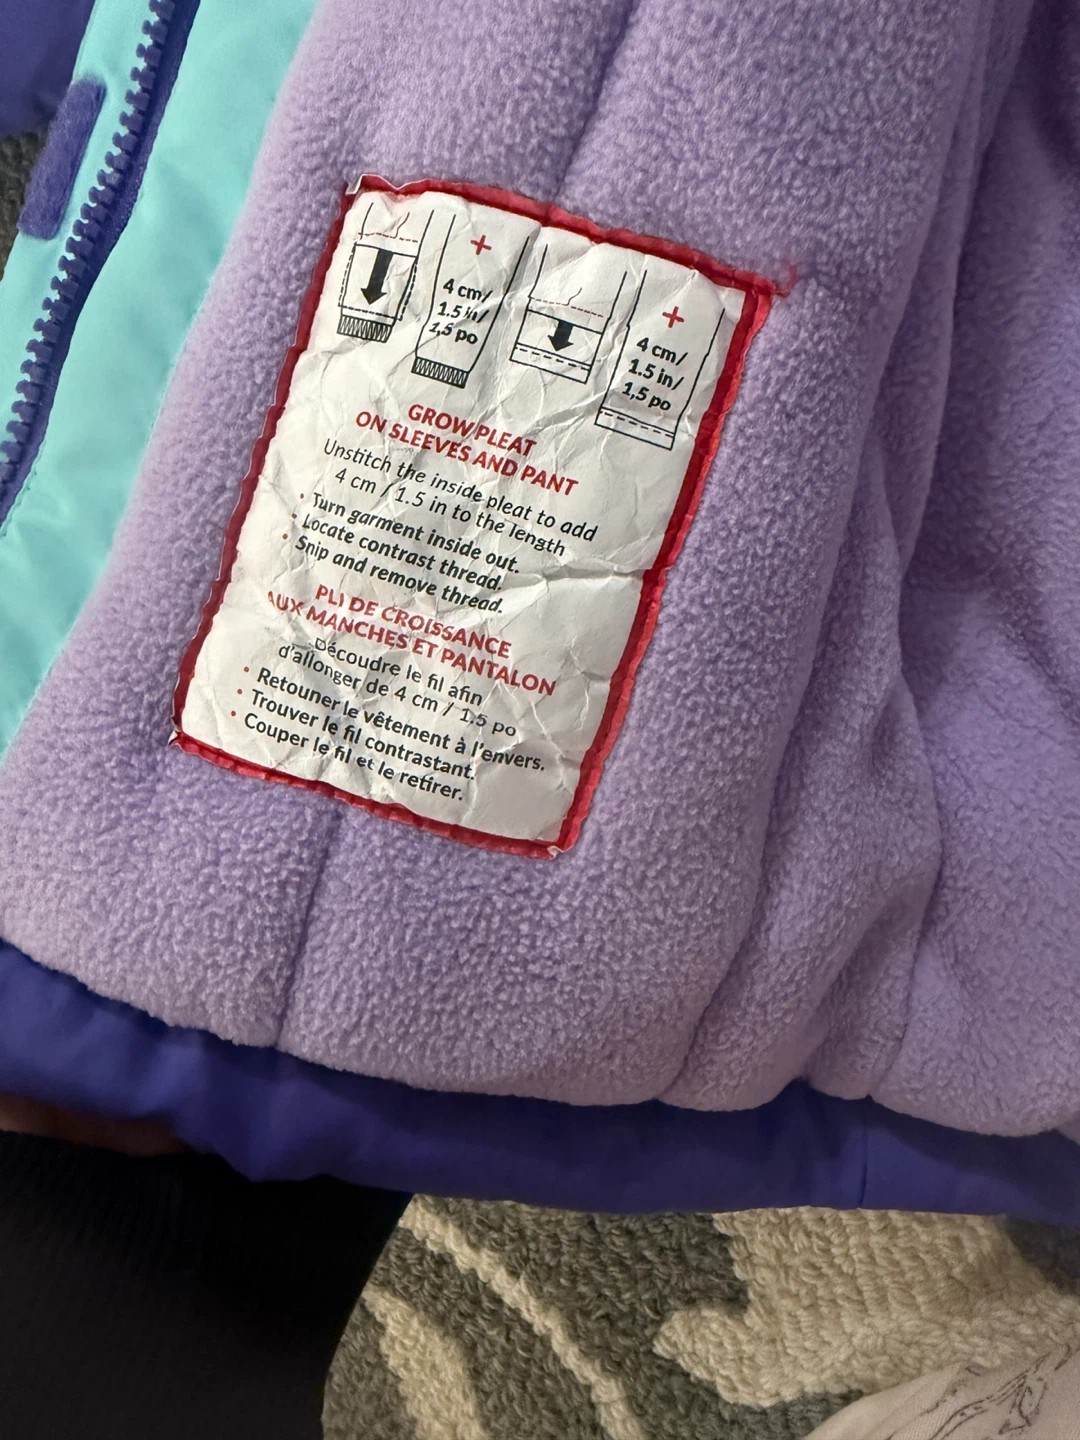 +
4 cm/
1.5 in/
1,5 po
+
4 cm/
1.5 in/
1,5 po
GROW PLEAT
ON SLEEVES AND PANT
Unstitch the inside pleat to add
4 cm / 1.5 in to the length
• Turn garment inside out.
• Locate contrast thread.
• Snip and remove thread.
PLI DE CROISSANCE
AUX MANCHES ET PANTALON
Découdre le fil afin
d'allonger de 4 cm / 1.5 po
• Retouner le vêtement à l'envers.
• Trouver le fil contrastant.
• Couper le fil et le retirer.